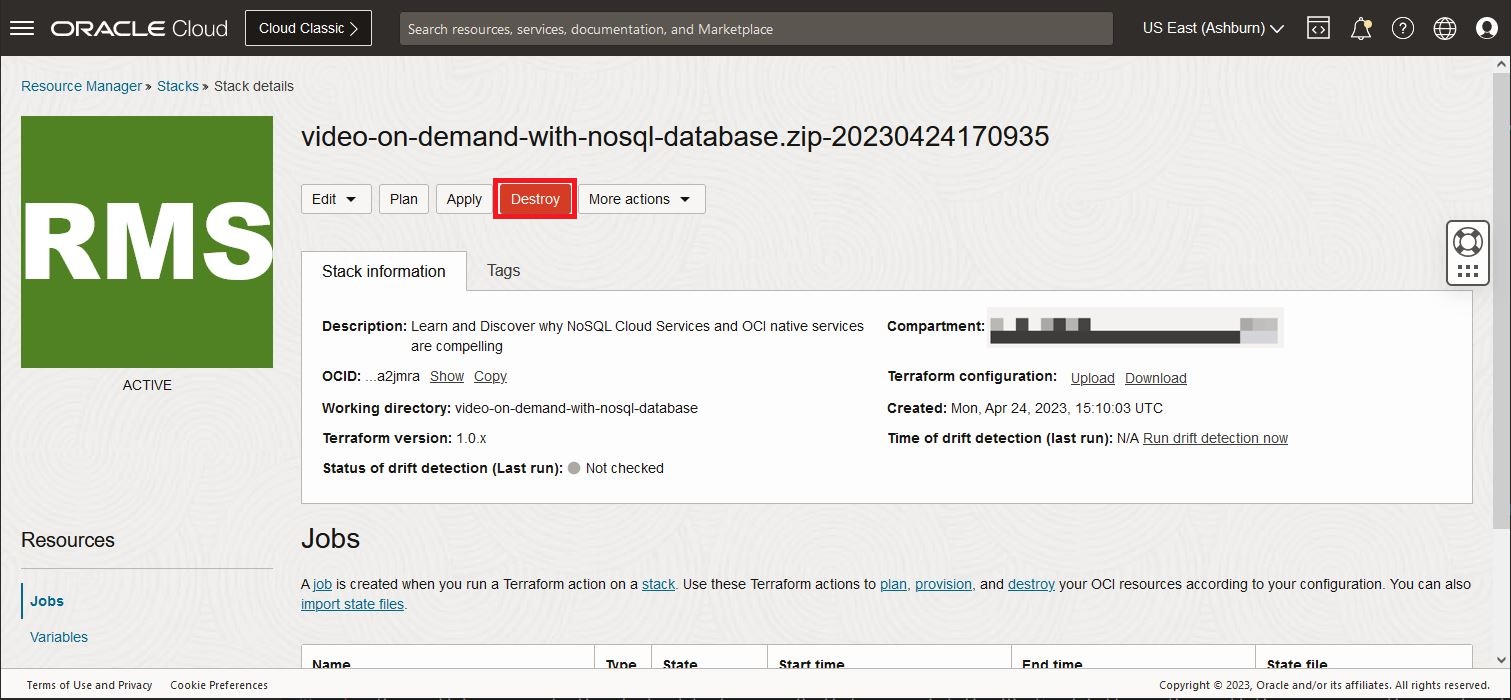 ORACLE Cloud Cloud Classic Search resources, services, documentation, and Marketplace US East (Ashburn)
Resource Manager » Stacks » Stack details
RMS
ACTIVE
video-on-demand-with-nosql-database.zip-20230424170935
Edit Plan Apply Destroy More actions
Stack information Tags
Description: Learn and Discover why NoSQL Cloud Services and OCI native services
are compelling
OCID: ...a2jmra Show Copy
Working directory: video-on-demand-with-nosql-database
Terraform version: 1.0.x
Status of drift detection (Last run): Not checked
Compartment:
Terraform configuration: Upload Download
Created: Mon, Apr 24, 2023, 15:10:03 UTC
Time of drift detection (last run): N/A Run drift detection now
Resources
Jobs
Variables
Jobs
A job is created when you run a Terraform action on a stack. Use these Terraform actions to plan, provision, and destroy your OCI resources according to your configuration. You can also
import state files.
Name Type State Start time End time State file
Terms of Use and Privacy Cookie Preferences Copyright © 2023, Oracle and/or its affiliates. All rights reserved.